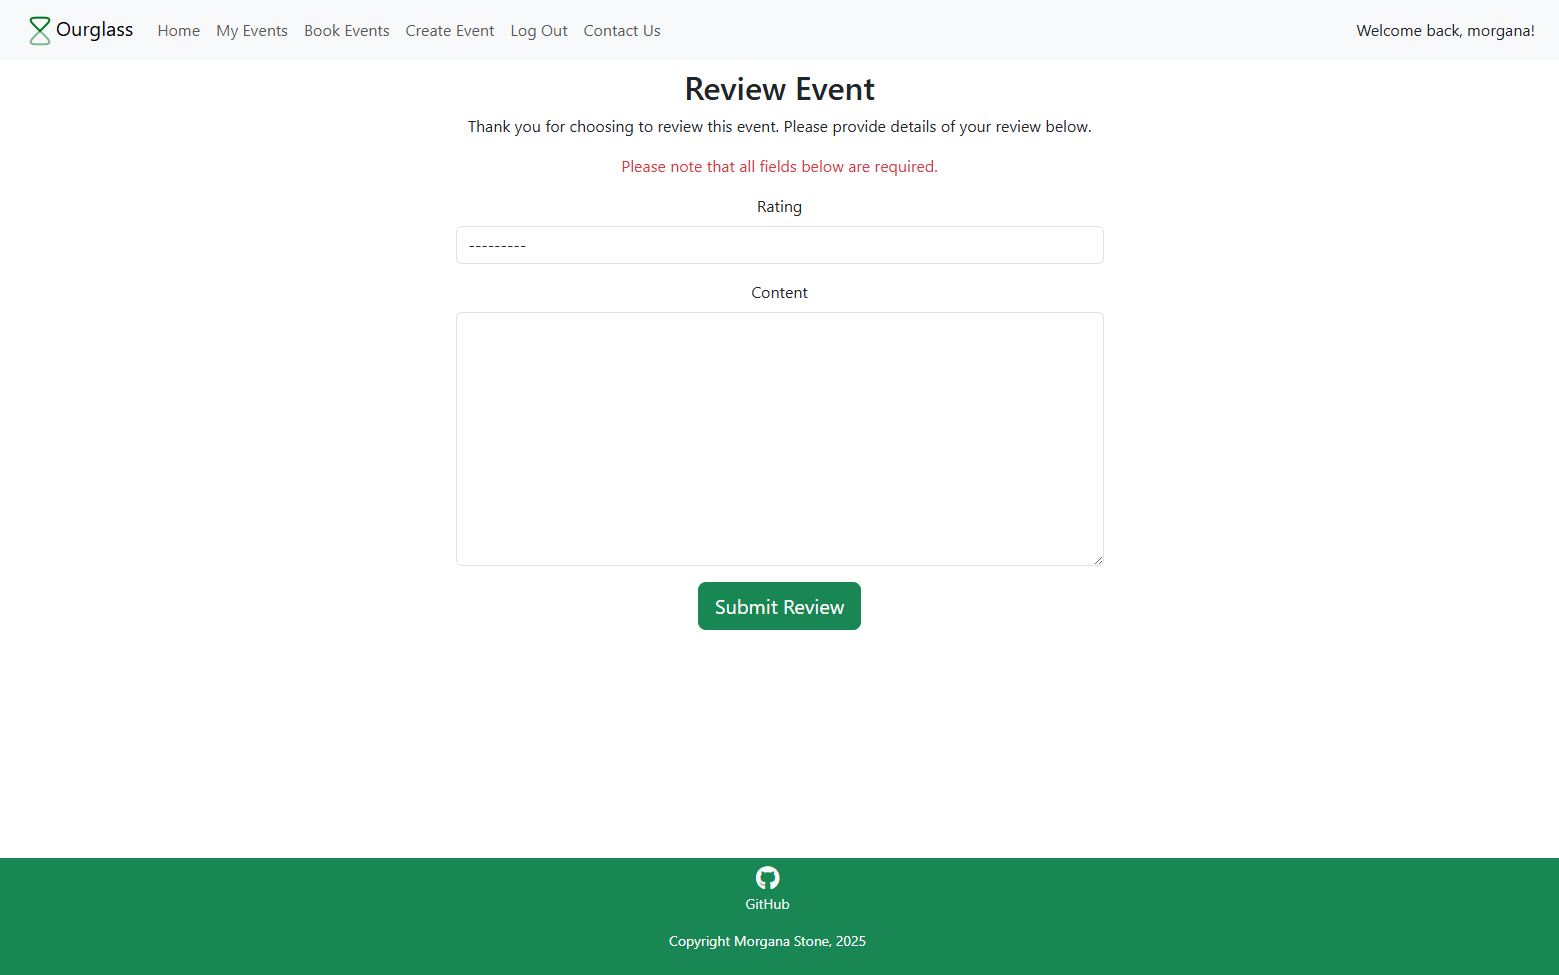 Ourglass Home My Events Book Events Create Event Log Out Contact Us Welcome back, morgana!
Review Event
Thank you for choosing to review this event. Please provide details of your review below.
Please note that all fields below are required.
Rating
---------
Content
Submit Review
GitHub
Copyright Morgana Stone, 2025